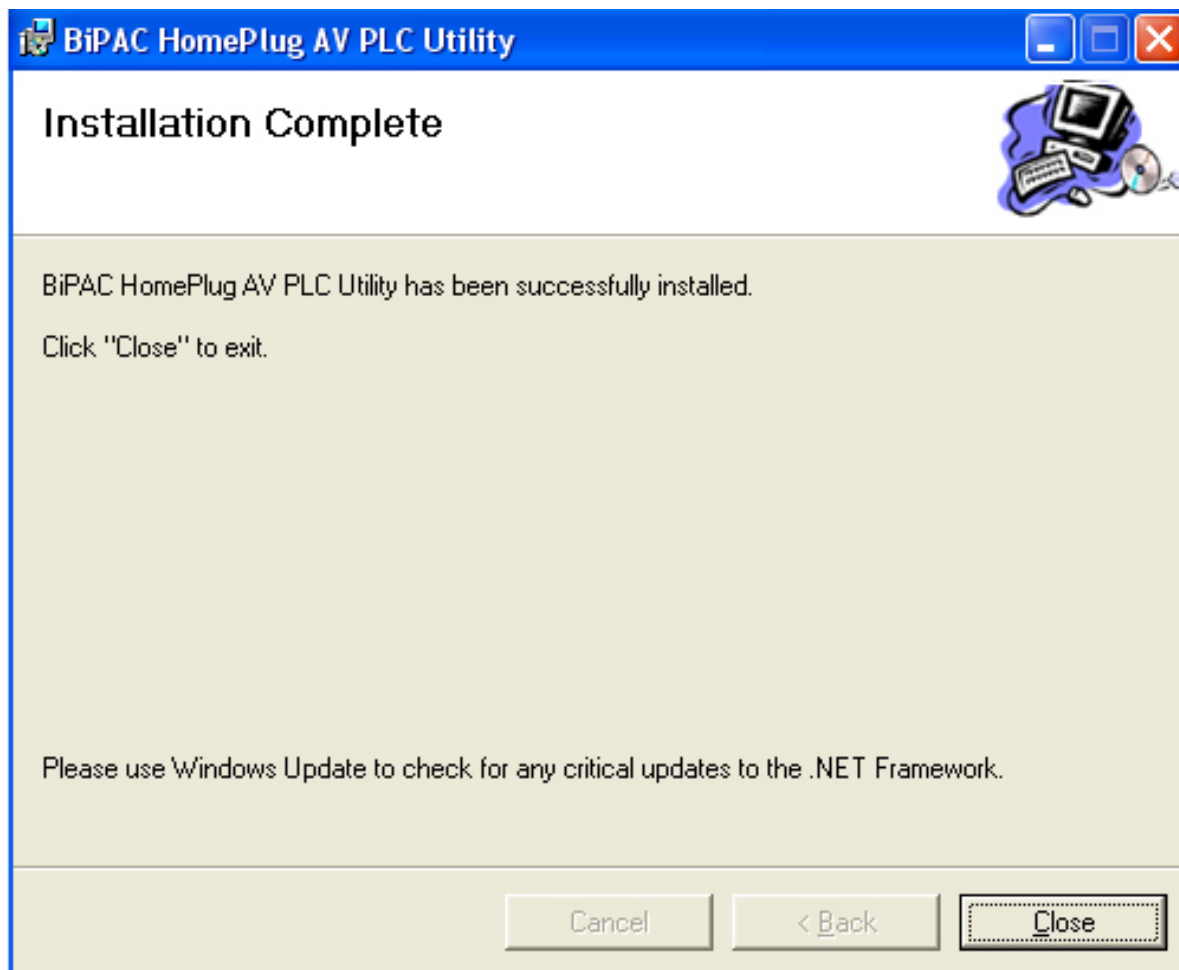 BiPAC HomePlug AV PLC Utility
Installation Complete
BiPAC HomePlug AV PLC Utility has been successfully installed.
Click "Close" to exit.
Please use Windows Update to check for any critical updates to the .NET Framework.
Cancel
< Back
Close